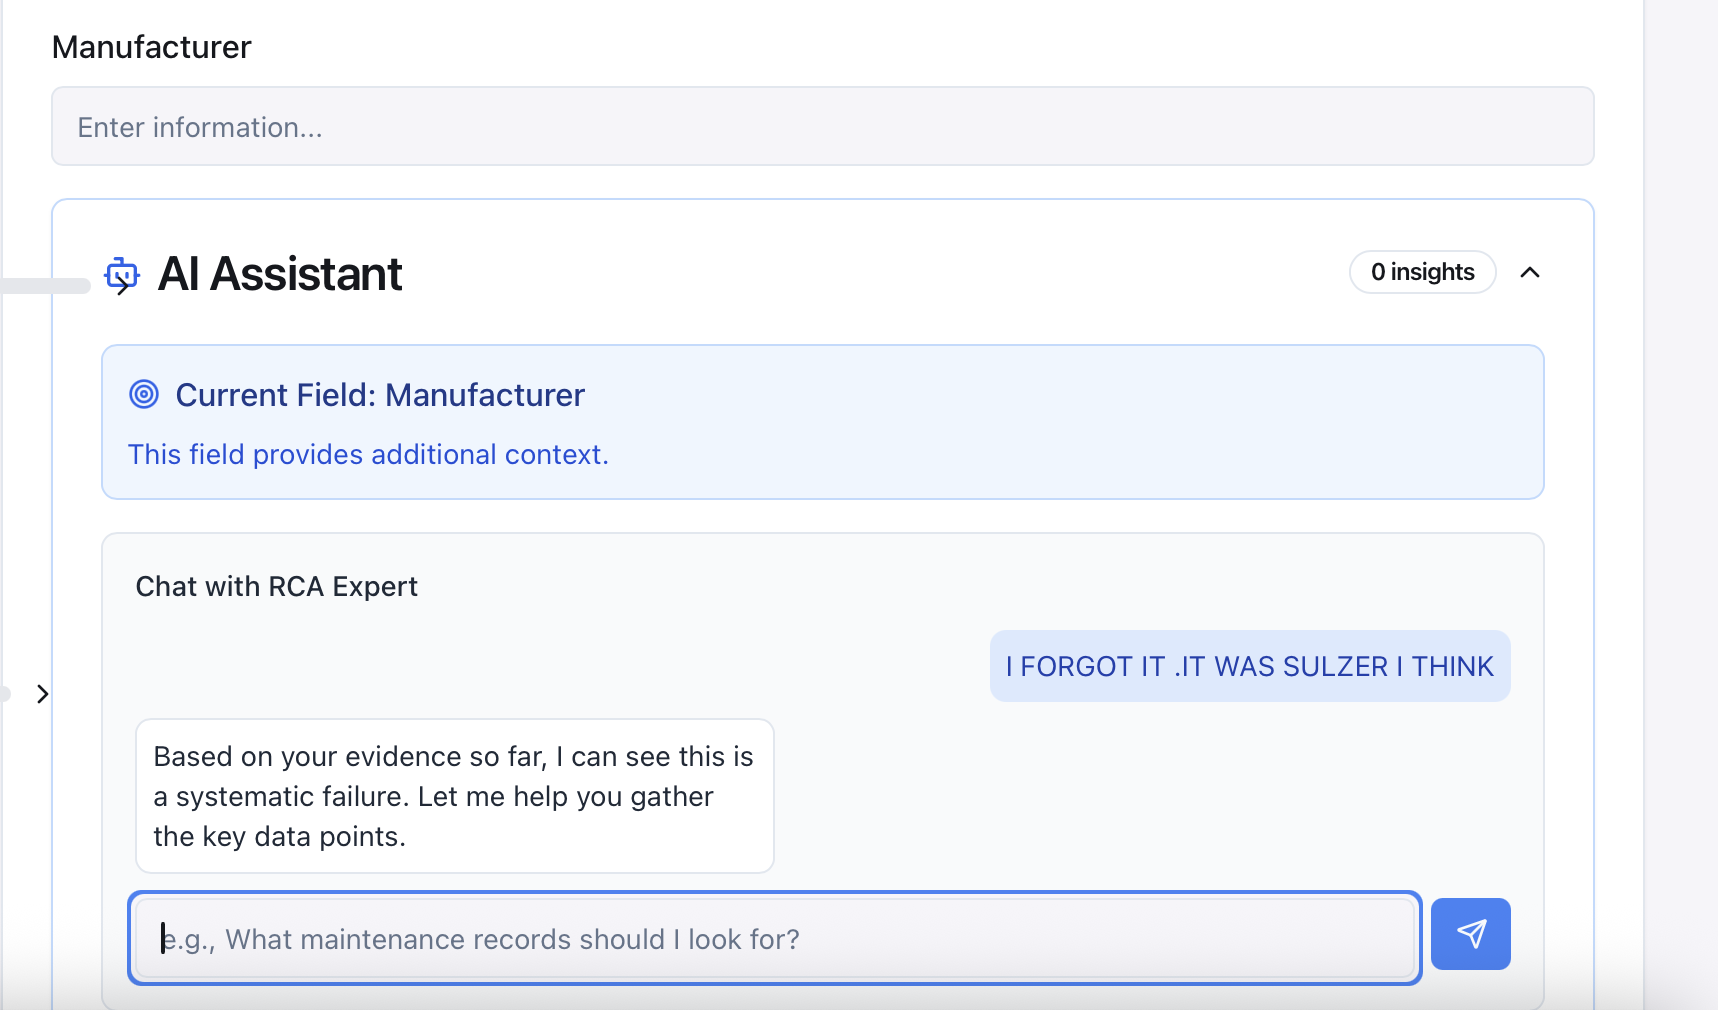 Manufacturer
Enter information...
AI Assistant
0 insights
Current Field: Manufacturer
This field provides additional context.
Chat with RCA Expert
I FORGOT IT .IT WAS SULZER I THINK
Based on your evidence so far, I can see this is
a systematic failure. Let me help you gather
the key data points.
e.g., What maintenance records should I look for?